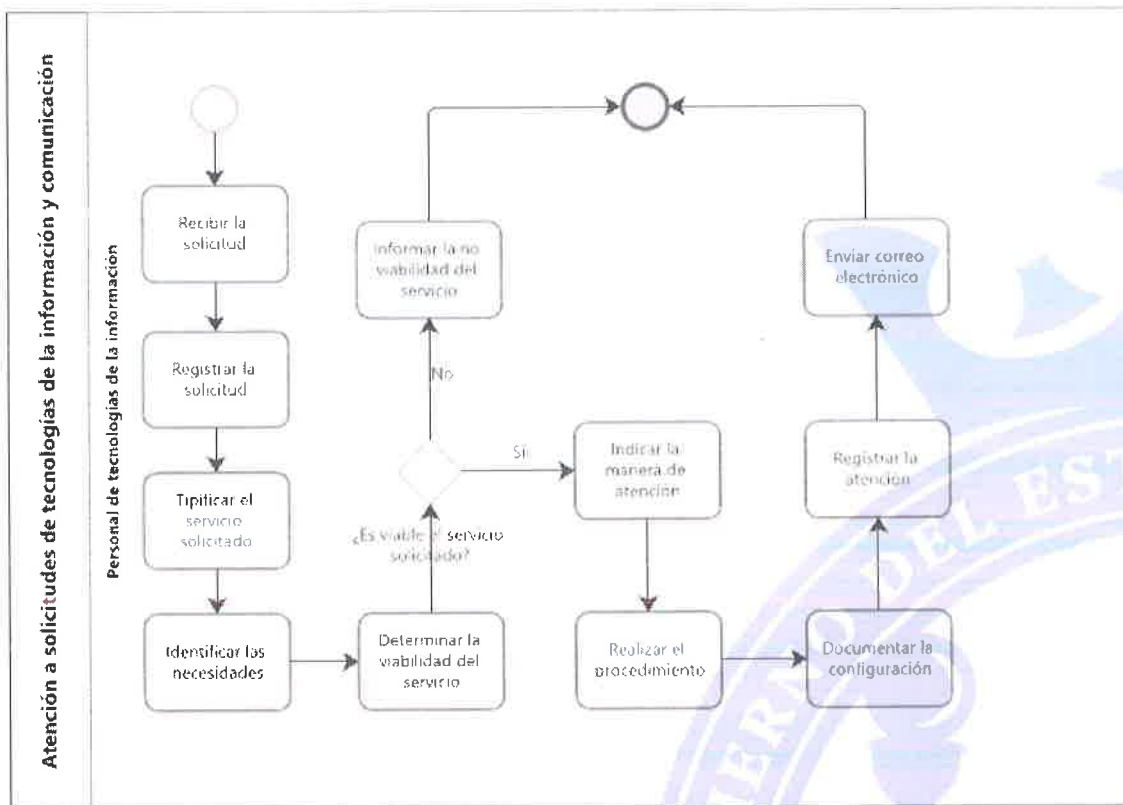 Atención a solicitudes de tecnologías de la información y comunicación
Personal de tecnologías de la información
Recibir la
solicitud
Registrar la
solicitud
Tipificar el
servicio
solicitado
Identificar las
necesidades
Determinar la
viabilidad del
servicio
¿Es viable el servicio
solicitado?
No
Informar la no
viabilidad del
servicio
Sí
Indicar la
manera de
atención
Realizar el
procedimiento
Documentar la
configuración
Registrar la
atención
Enviar correo
electrónico
DEL